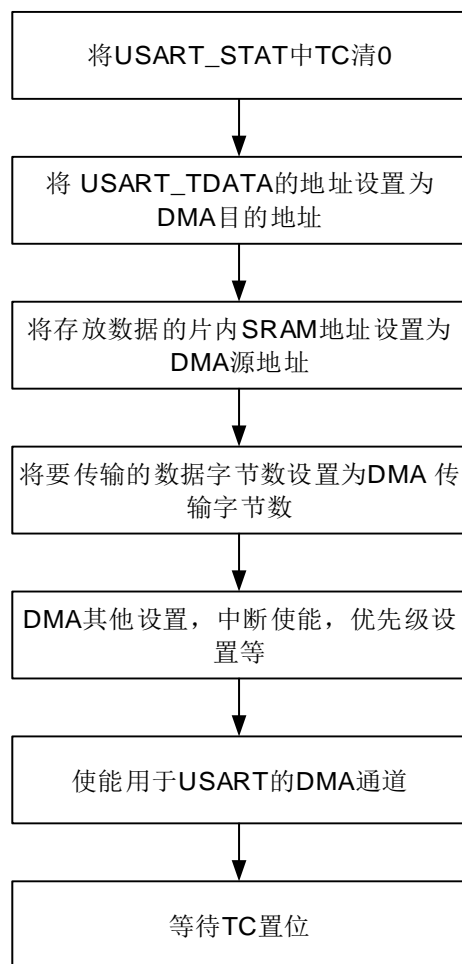 将USART_STAT中TC清0
将 USART_TDATA的地址设置为
DMA目的地址
将存放数据的片内SRAM地址设置为
DMA源地址
将要传输的数据字节数设置为DMA 传
输字节数
DMA其他设置，中断使能，优先级设
置等
使能用于USART的DMA通道
等待TC置位